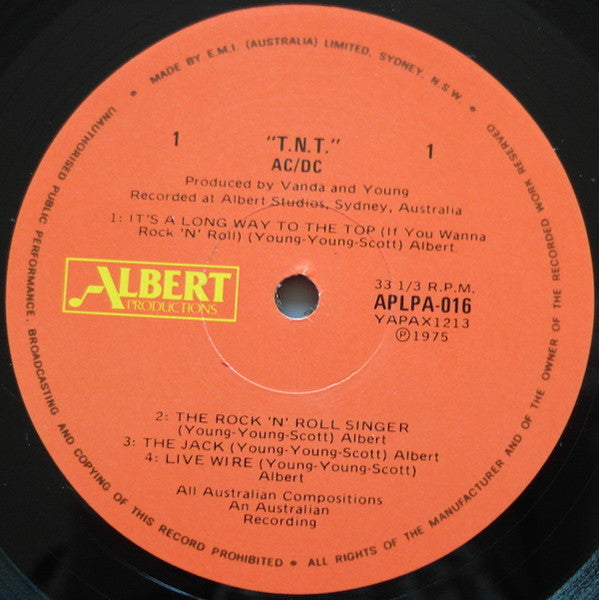 MADE BY E.M.I. (AUSTRALIA) LIMITED, SYDNEY, N.S.W.
UNAUTHORISED PUBLIC PERFORMANCE, BROADCASTING AND COPYING OF THIS RECORD PROHIBITED • ALL RIGHTS OF THE MANUFACTURER AND OF THE OWNER OF THE RECORDED WORK RESERVED
1 "T.N.T." 1
AC/DC
Produced by Vanda and Young
Recorded at Albert Studios, Sydney, Australia
1: IT'S A LONG WAY TO THE TOP (If You Wanna
Rock 'N' Roll) (Young-Young-Scott) Albert
ALBERT
PRODUCTIONS
33 1/3 R.P.M.
APLPA-016
YAPAX1213
Ⓟ1975
2: THE ROCK 'N' ROLL SINGER
(Young-Young-Scott) Albert
3: THE JACK (Young-Young-Scott) Albert
4: LIVE WIRE (Young-Young-Scott)
Albert
All Australian Compositions
An Australian
Recording